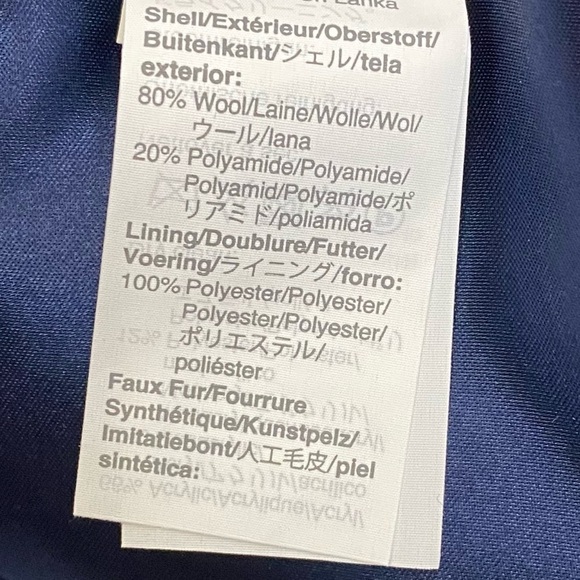 Lanka
Shell/Extérieur/Oberstoff/
Buitenkant/シェル/tela
exterior:
80% Wool/Laine/Wolle/Wol/
ウール/lana
20% Polyamide/Polyamide/
Polyamid/Polyamide/ポ
リアミド/poliamida
Lining/Doublure/Futter/
Voering/ライニング/forro:
100% Polyester/Polyester/
Polyester/Polyester/
ポリエステル/
poliéster
Faux Fur/Fourrure
Synthétique/Kunstpelz/
Imitatiebont/人工毛皮/piel
sintética: